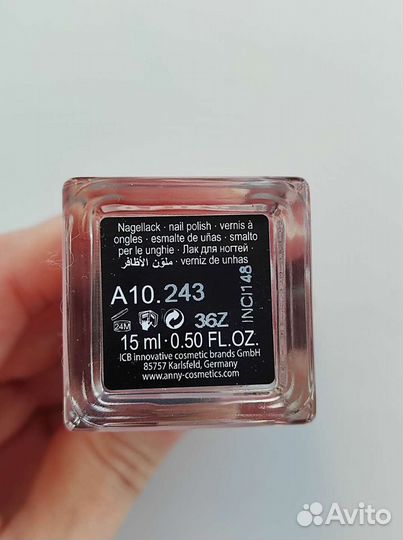 Nagellack · nail polish · vernis à
ongles · esmalte de uñas · smalto
per le unghie · Лак для ногтей ·
ملوّن الأظافر · verniz de unhas
A10.243
INCI148
24M
36Z
15 ml · 0.50 FL.OZ.
ICB innovative cosmetic brands GmbH
85757 Karlsfeld, Germany
www.anny-cosmetics.com
Avito